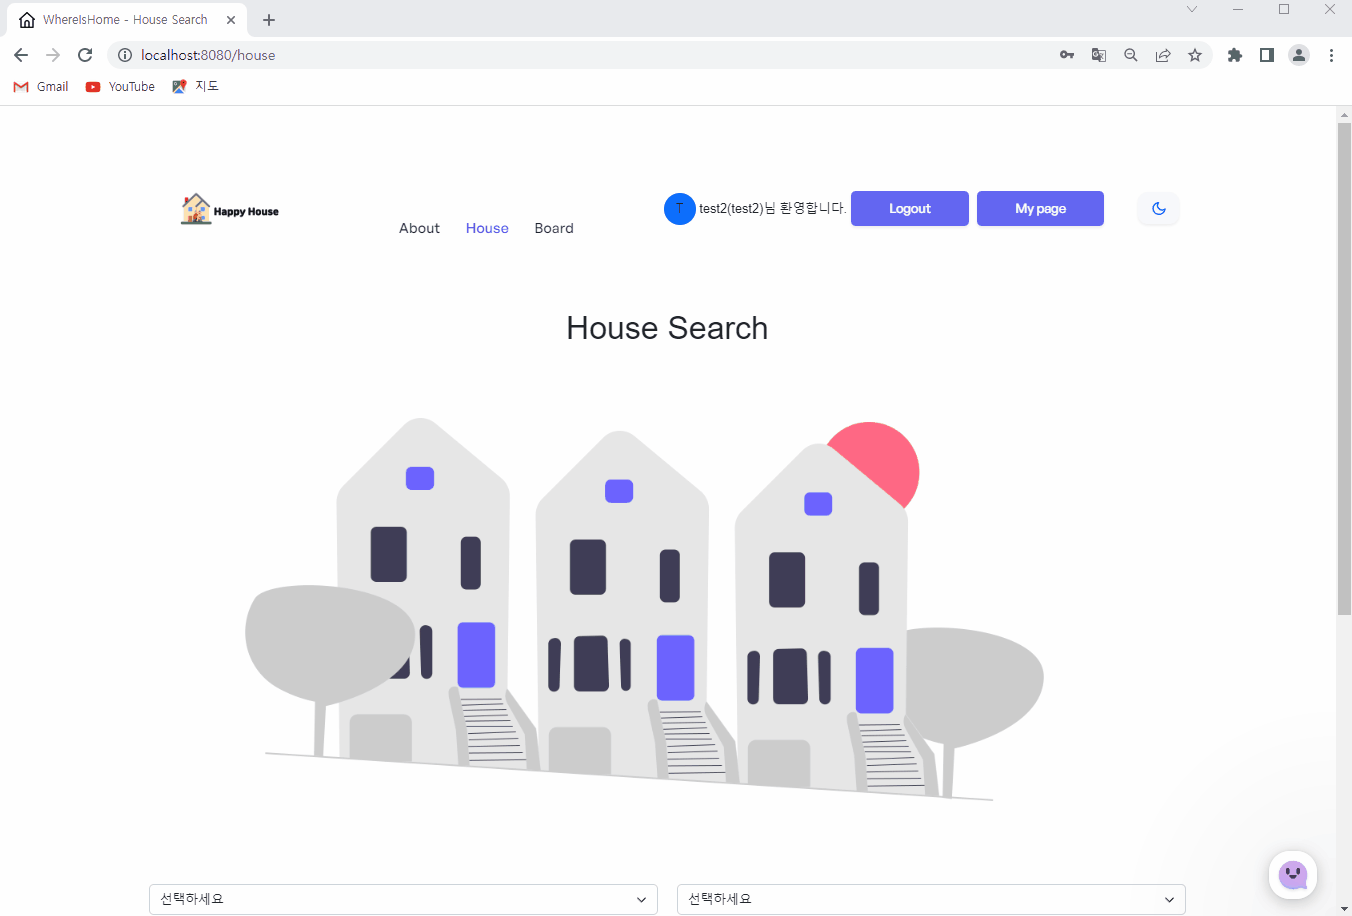 WhereIsHome - House Search
localhost:8080/house
Gmail YouTube 지도
Happy House
About House Board
T test2(test2)님 환영합니다. Logout My page
House Search
선택하세요 선택하세요